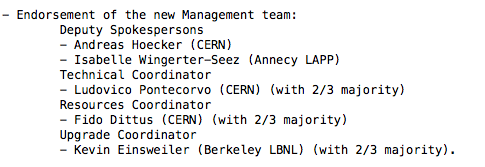 - Endorsement of the new Management team:
Deputy Spokespersons
- Andreas Hoecker (CERN)
- Isabelle Wingerter-Seez (Annecy LAPP)
Technical Coordinator
- Ludovico Pontecorvo (CERN) (with 2/3 majority)
Resources Coordinator
- Fido Dittus (CERN) (with 2/3 majority)
Upgrade Coordinator
- Kevin Einsweiler (Berkeley LBNL) (with 2/3 majority).